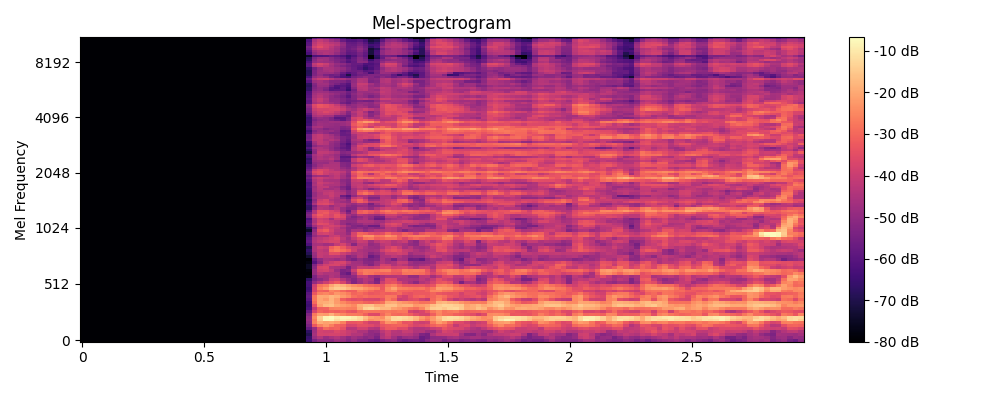 Mel-spectrogram
Mel Frequency
8192
4096
2048
1024
512
0
0
0.5
1
1.5
2
2.5
Time
-10 dB
-20 dB
-30 dB
-40 dB
-50 dB
-60 dB
-70 dB
-80 dB